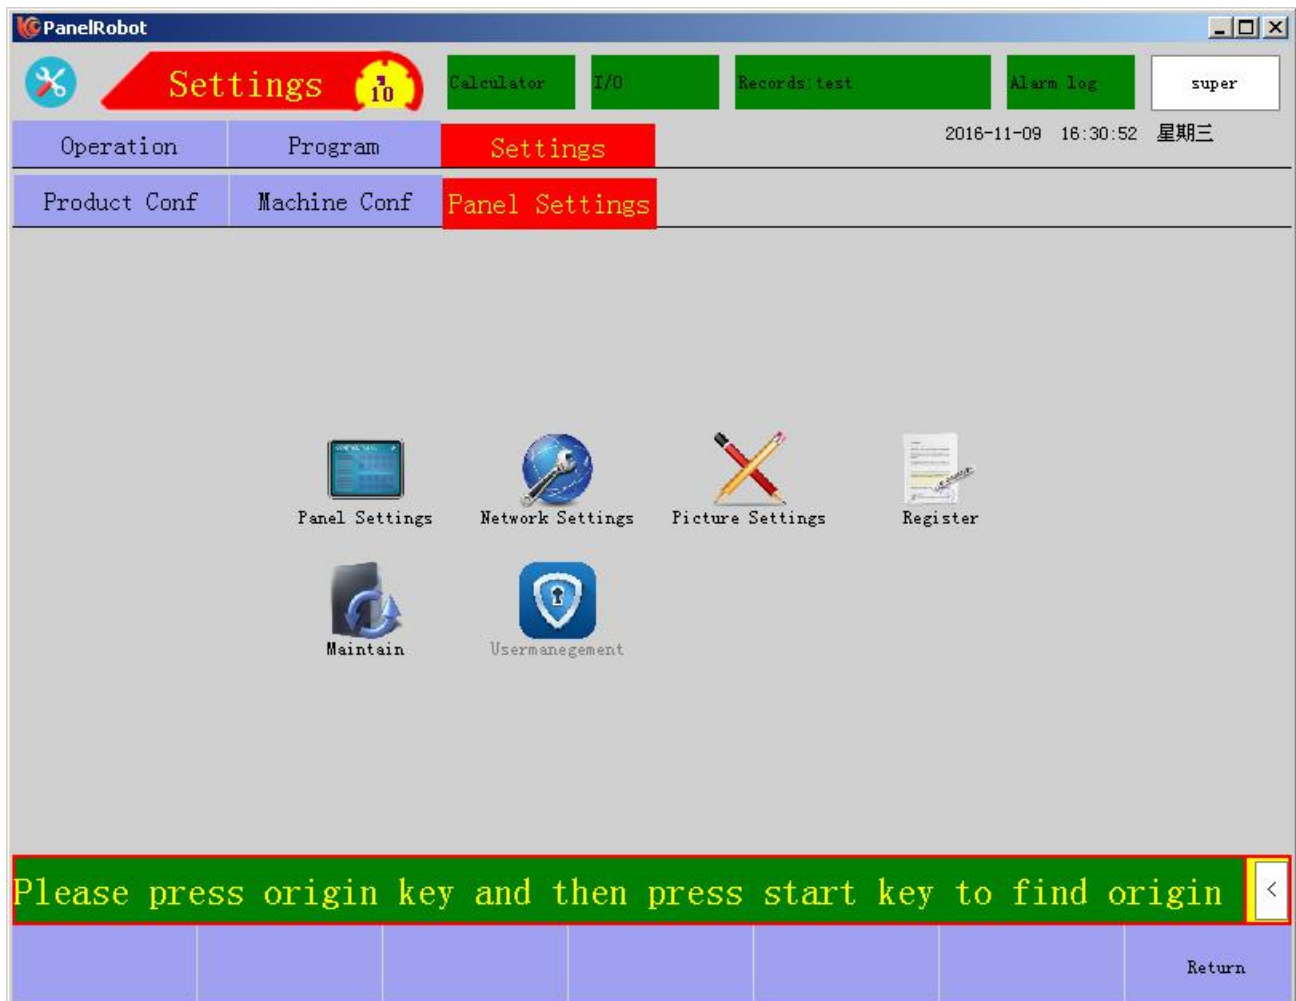 PanelRobot
Settings 10 Calculator I/O Records:test Alarm log super
Operation Program Settings 2016-11-09 16:30:52 星期三
Product Conf Machine Conf Panel Settings
Panel Settings Network Settings Picture Settings Register
Maintain Usermanegement
Please press origin key and then press start key to find origin <
Return